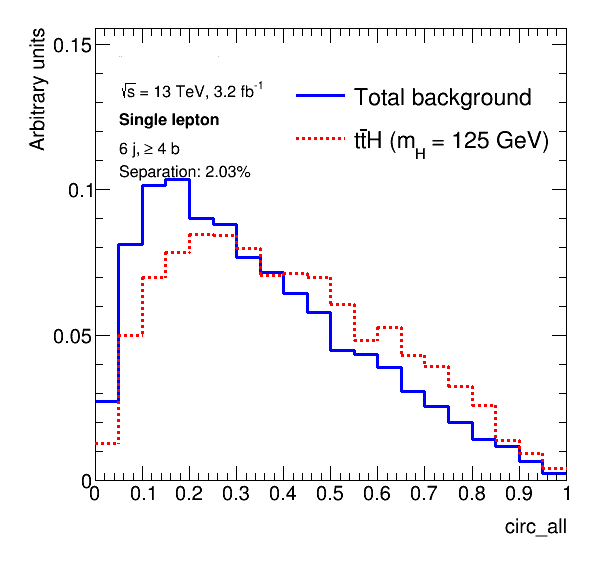 Arbitrary units
0.15
0.1
0.05
0
√s = 13 TeV, 3.2 fb⁻¹
Single lepton
6 j, ≥ 4 b
Separation: 2.03%
Total background
tt̄H (m_H = 125 GeV)
0 0.1 0.2 0.3 0.4 0.5 0.6 0.7 0.8 0.9 1
circ_all